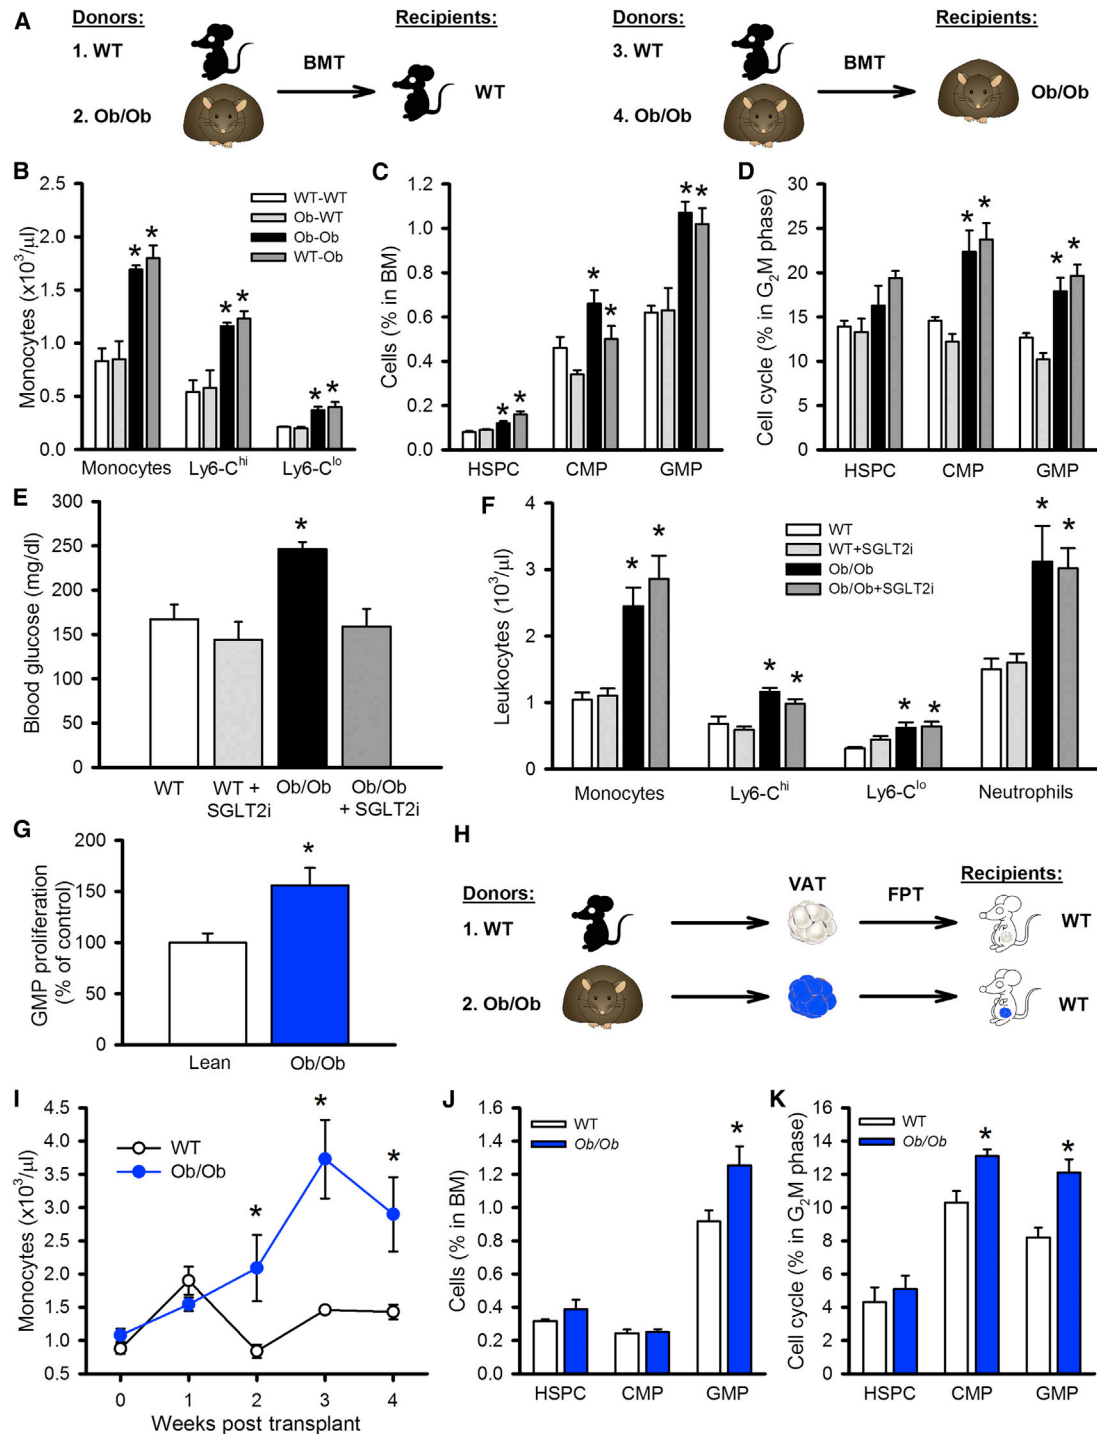 A
Donors:
Recipients:
1. WT
BMT
WT
2. Ob/Ob
Donors:
Recipients:
3. WT
BMT
Ob/Ob
4. Ob/Ob
B
Monocytes (x10³/µl)
2.5
2.0
1.5
1.0
0.5
0.0
WT-WT
Ob-WT
Ob-Ob
WT-Ob
* * * * * *
Monocytes Ly6-Cʰⁱ Ly6-Cˡᵒ
C
Cells (% in BM)
1.2
1.0
0.8
0.6
0.4
0.2
0.0
* * * * * *
HSPC CMP GMP
D
Cell cycle (% in G₂M phase)
30
25
20
15
10
5
0
* * * *
HSPC CMP GMP
E
Blood glucose (mg/dl)
300
250
200
150
100
50
0
*
WT WT + Ob/Ob Ob/Ob
SGLT2i + SGLT2i
F
Leukocytes (10³/µl)
4
3
2
1
0
WT
WT+SGLT2i
Ob/Ob
Ob/Ob+SGLT2i
* * * * * * * *
Monocytes Ly6-Cʰⁱ Ly6-Cˡᵒ Neutrophils
G
GMP proliferation
(% of control)
200
150
100
50
0
*
Lean Ob/Ob
H
Donors:
VAT
FPT
Recipients:
1. WT
WT
2. Ob/Ob
WT
I
Monocytes (x10³/µl)
4.5
4.0
3.5
3.0
2.5
2.0
1.5
1.0
0.5
WT
Ob/Ob
* * *
0 1 2 3 4
Weeks post transplant
J
Cells (% in BM)
1.6
1.4
1.2
1.0
0.8
0.6
0.4
0.2
0.0
WT
Ob/Ob
*
HSPC CMP GMP
K
Cell cycle (% in G₂M phase)
16
14
12
10
8
6
4
2
0
WT
Ob/Ob
* *
HSPC CMP GMP